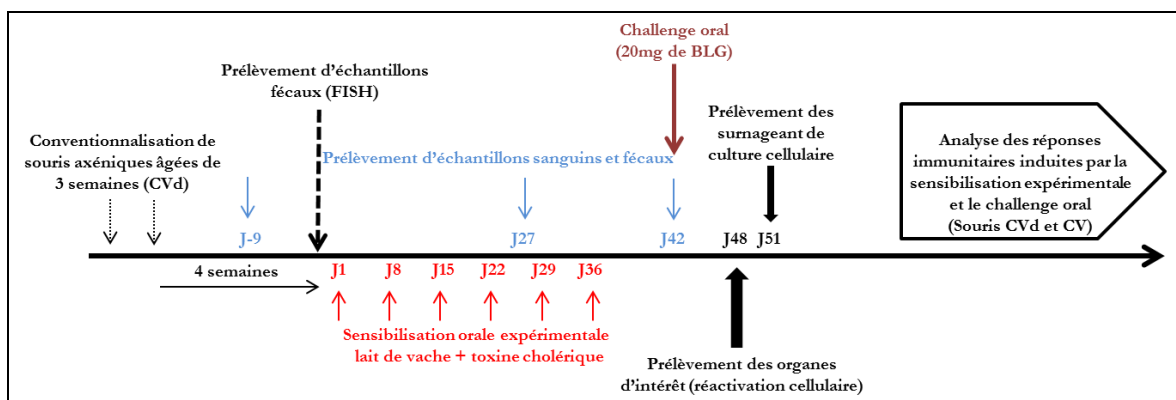 Challenge oral
(20mg de BLG)
Prélèvement d’échantillons
fécaux (FISH)
Prélèvement des
surnageant de
culture cellulaire
Conventionnalisation de
souris axéniques âgées de
3 semaines (CVd)
Prélèvement d’échantillons sanguins et fécaux
Analyse des réponses
immunitaires induites par la
sensibilisation expérimentale
et le challenge oral
(Souris CVd et CV)
J-9 J27 J42 J48 J51
4 semaines
J1 J8 J15 J22 J29 J36
Sensibilisation orale expérimentale
lait de vache + toxine cholérique
Prélèvement des organes
d’intérêt (réactivation cellulaire)